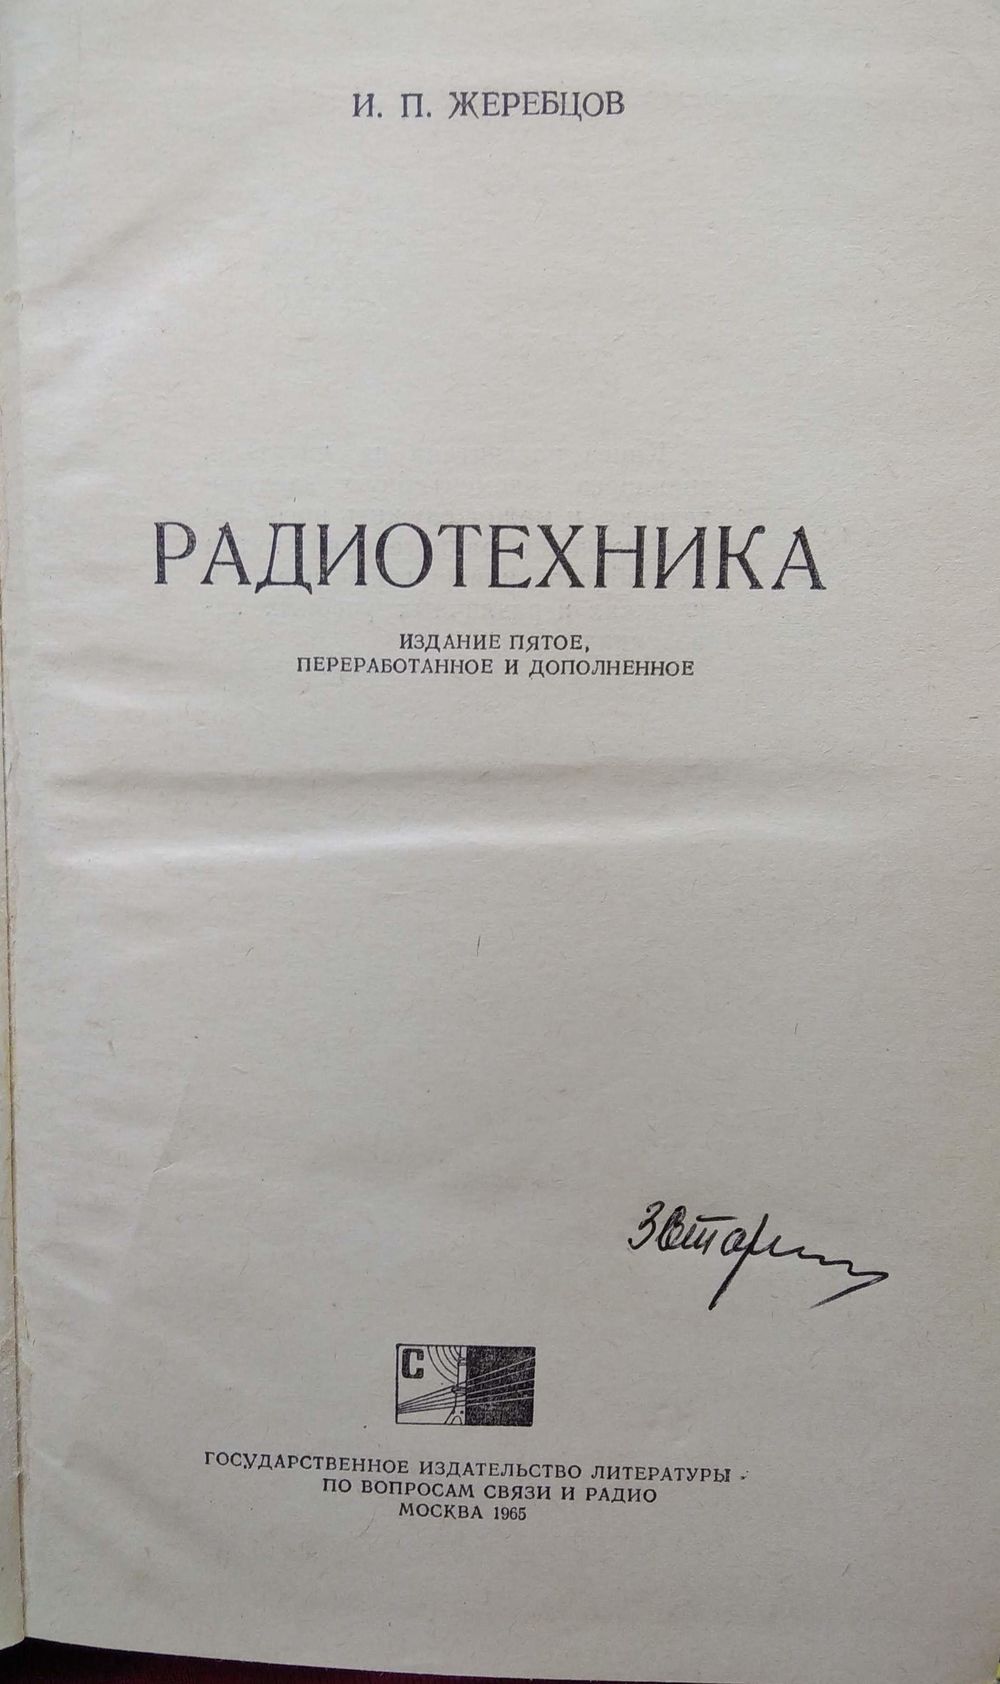 И. П. ЖЕРЕБЦОВ
РАДИОТЕХНИКА
ИЗДАНИЕ ПЯТОЕ,
ПЕРЕРАБОТАННОЕ И ДОПОЛНЕННОЕ
С
ГОСУДАРСТВЕННОЕ ИЗДАТЕЛЬСТВО ЛИТЕРАТУРЫ
ПО ВОПРОСАМ СВЯЗИ И РАДИО
МОСКВА 1965